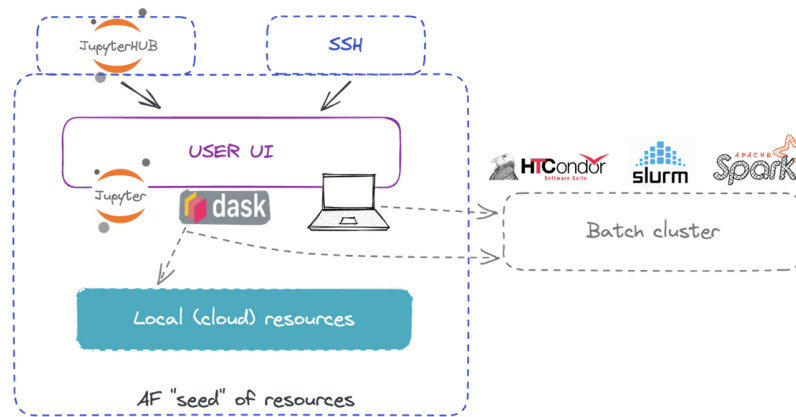 JupyterHUB
SSH
USER UI
Jupyter
dask
HTCondor
Software Suite
slurm
APACHE
Spark
Batch cluster
Local (cloud) resources
AF "seed" of resources